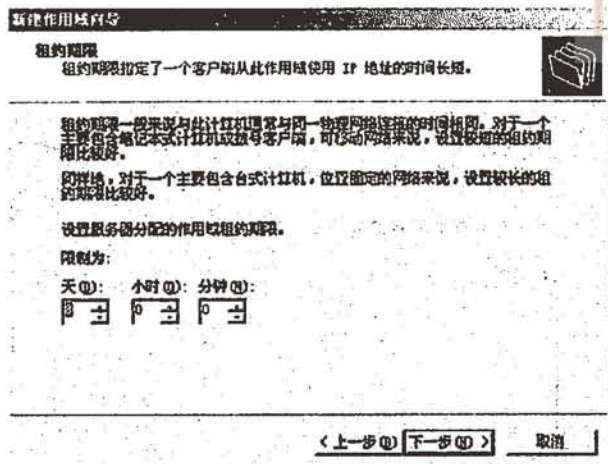 新建作用域向导
租约期限
租约期限指定了一个客户端从此作用域使用 IP 地址的时间长短。
租约期限一般来说与此计算机通常与同一物理网络连接的时间相同。对于一个
主要包含笔记本式计算机或拨号客户端，可移动网络来说，设置较短的租约期
限比较好。
同样地，对于一个主要包含台式计算机，位置固定的网络来说，设置较长的租
约期限比较好。
设置服务器分配的作用域租约期限。
限制为：
天(D)： 小时(O)： 分钟(M)：
8 0 0
< 上一步(B) 下一步(N) > 取消